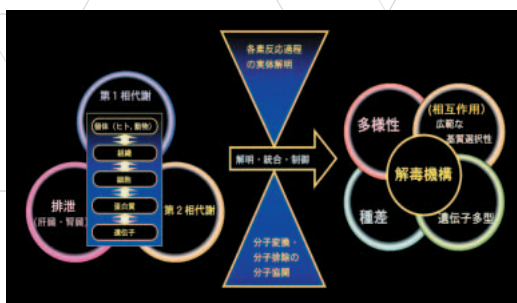 第1相代謝
個体（ヒト，動物）
組織
細胞
蛋白質
遺伝子
排泄
(肝臓・腎臓)
第2相代謝
各素反応過程
の実体解明
解明・統合・制御
分子変換・
分子排除の
分子協関
多様性
(相互作用)
広範な
基質選択性
解毒機構
種差
遺伝子多型